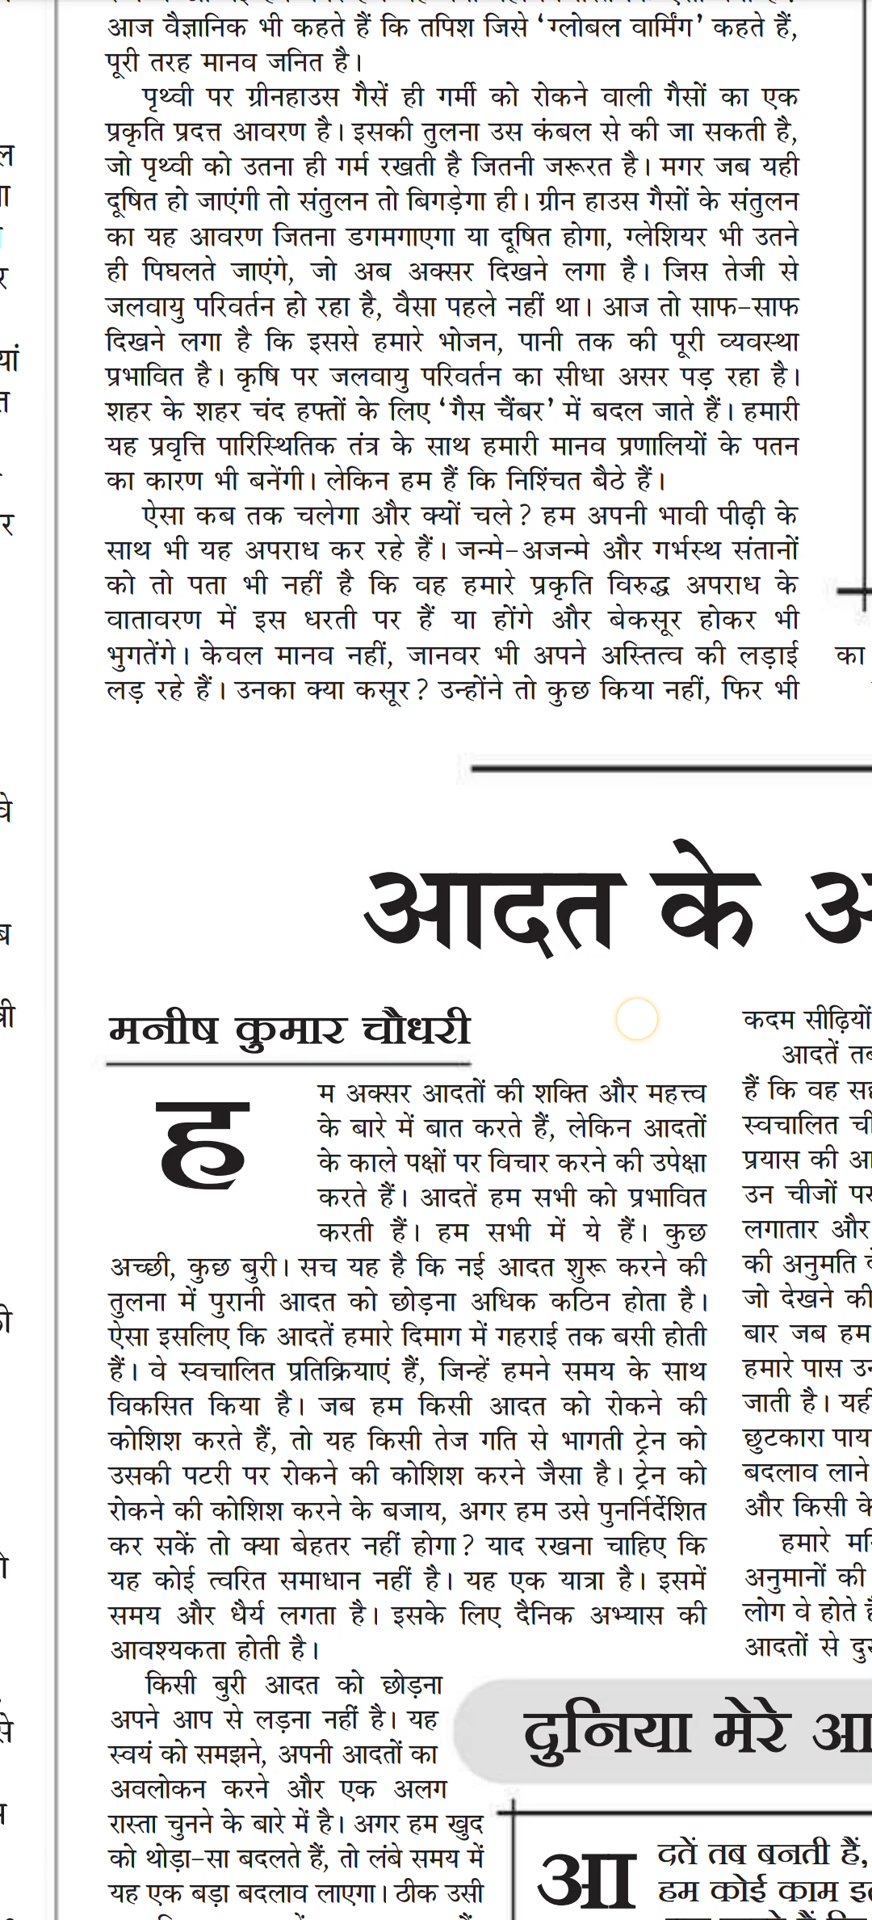 आज वैज्ञानिक भी कहते हैं कि तपिश जिसे ‘ग्लोबल वार्मिंग’ कहते हैं,
पूरी तरह मानव जनित है।
पृथ्वी पर ग्रीनहाउस गैसें ही गर्मी को रोकने वाली गैसों का एक
प्रकृति प्रदत्त आवरण है। इसकी तुलना उस कंबल से की जा सकती है,
जो पृथ्वी को उतना ही गर्म रखती है जितनी जरूरत है। मगर जब यही
दूषित हो जाएंगी तो संतुलन तो बिगड़ेगा ही। ग्रीन हाउस गैसों के संतुलन
का यह आवरण जितना डगमगाएगा या दूषित होगा, ग्लेशियर भी उतने
ही पिघलते जाएंगे, जो अब अक्सर दिखने लगा है। जिस तेजी से
जलवायु परिवर्तन हो रहा है, वैसा पहले नहीं था। आज तो साफ-साफ
दिखने लगा है कि इससे हमारे भोजन, पानी तक की पूरी व्यवस्था
प्रभावित है। कृषि पर जलवायु परिवर्तन का सीधा असर पड़ रहा है।
शहर के शहर चंद हफ्तों के लिए ‘गैस चैंबर’ में बदल जाते हैं। हमारी
यह प्रवृत्ति पारिस्थितिक तंत्र के साथ हमारी मानव प्रणालियों के पतन
का कारण भी बनेंगी। लेकिन हम हैं कि निश्चिंत बैठे हैं।
ऐसा कब तक चलेगा और क्यों चले? हम अपनी भावी पीढ़ी के
साथ भी यह अपराध कर रहे हैं। जन्मे-अजन्मे और गर्भस्थ संतानों
को तो पता भी नहीं है कि वह हमारे प्रकृति विरुद्ध अपराध के
वातावरण में इस धरती पर हैं या होंगे और बेकसूर होकर भी
भुगतेंगे। केवल मानव नहीं, जानवर भी अपने अस्तित्व की लड़ाई
लड़ रहे हैं। उनका क्या कसूर? उन्होंने तो कुछ किया नहीं, फिर भी
का
आदत के
मनीष कुमार चौधरी
हम अक्सर आदतों की शक्ति और महत्त्व
के बारे में बात करते हैं, लेकिन आदतों
के काले पक्षों पर विचार करने की उपेक्षा
करते हैं। आदतें हम सभी को प्रभावित
करती हैं। हम सभी में ये हैं। कुछ
अच्छी, कुछ बुरी। सच यह है कि नई आदत शुरू करने की
तुलना में पुरानी आदत को छोड़ना अधिक कठिन होता है।
ऐसा इसलिए कि आदतें हमारे दिमाग में गहराई तक बसी होती
हैं। वे स्वचालित प्रतिक्रियाएं हैं, जिन्हें हमने समय के साथ
विकसित किया है। जब हम किसी आदत को रोकने की
कोशिश करते हैं, तो यह किसी तेज गति से भागती ट्रेन को
उसकी पटरी पर रोकने की कोशिश करने जैसा है। ट्रेन को
रोकने की कोशिश करने के बजाय, अगर हम उसे पुनर्निर्देशित
कर सकें तो क्या बेहतर नहीं होगा? याद रखना चाहिए कि
यह कोई त्वरित समाधान नहीं है। यह एक यात्रा है। इसमें
समय और धैर्य लगता है। इसके लिए दैनिक अभ्यास की
आवश्यकता होती है।
किसी बुरी आदत को छोड़ना
अपने आप से लड़ना नहीं है। यह
स्वयं को समझने, अपनी आदतों का
अवलोकन करने और एक अलग
रास्ता चुनने के बारे में है। अगर हम खुद
को थोड़ा-सा बदलते हैं, तो लंबे समय में
यह एक बड़ा बदलाव लाएगा। ठीक उसी
कदम सीढ़ियों
आदतें
हैं कि वह
स्वचालित
प्रयास की
उन चीजों
लगातार और
की अनुमति
जो देखने की
बार जब हम
हमारे पास
जाती है। यही
छुटकारा
बदलाव लाने
और किसी के
हमारे
अनुमानों की
लोग वे होते
आदतों से
दुनिया मेरे
आदतें तब बनती हैं,
हम कोई काम